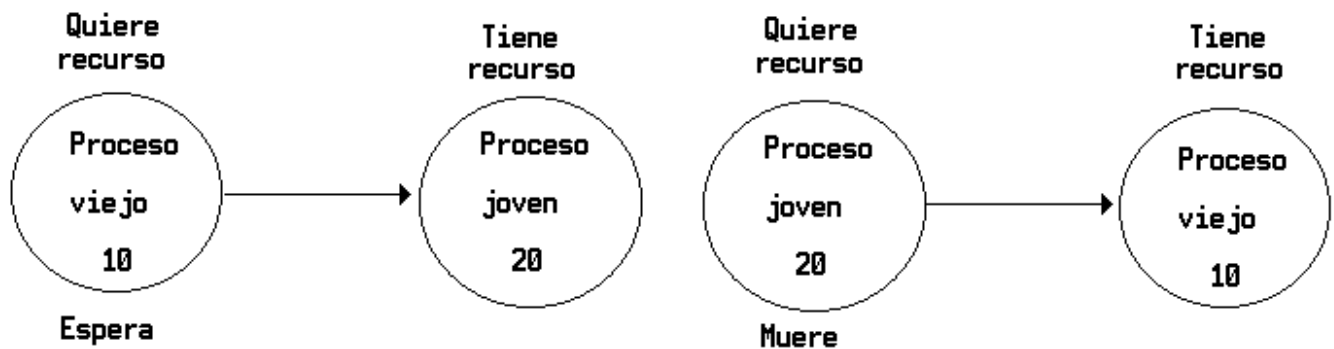 Quiere
recurso
Proceso
viejo
10
Espera
Tiene
recurso
Proceso
joven
20
Quiere
recurso
Proceso
joven
20
Muere
Tiene
recurso
Proceso
viejo
10